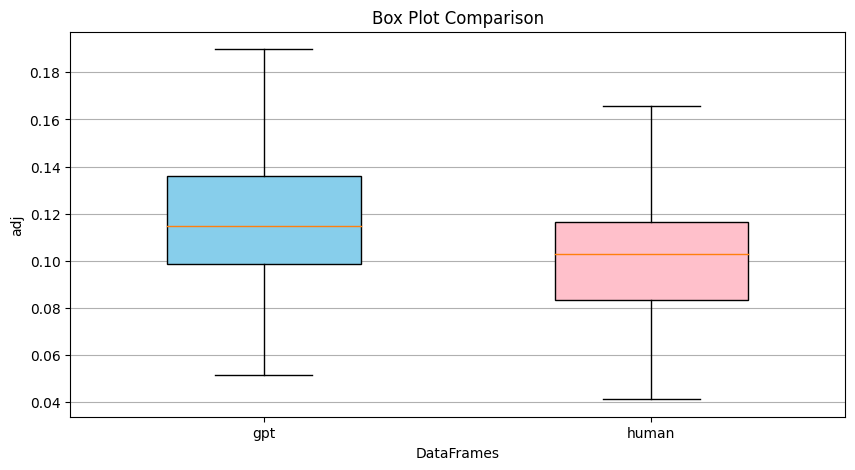 Box Plot Comparison
adj
0.18
0.16
0.14
0.12
0.10
0.08
0.06
0.04
gpt
human
DataFrames